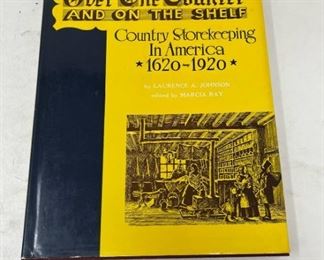 Over The Counter
AND ON THE SHELF
Country Storekeeping
In America
*1620-1920*
by LAURENCE A. JOHNSON
edited by MARCIA RAY